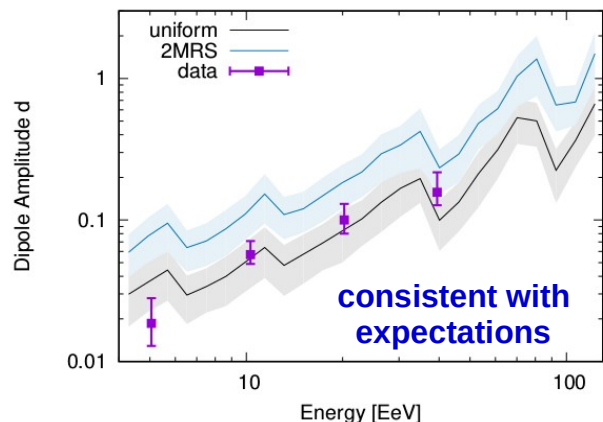 uniform
2MRS
data
1
0.1
0.01
Dipole Amplitude d
consistent with
expectations
10
100
Energy [EeV]